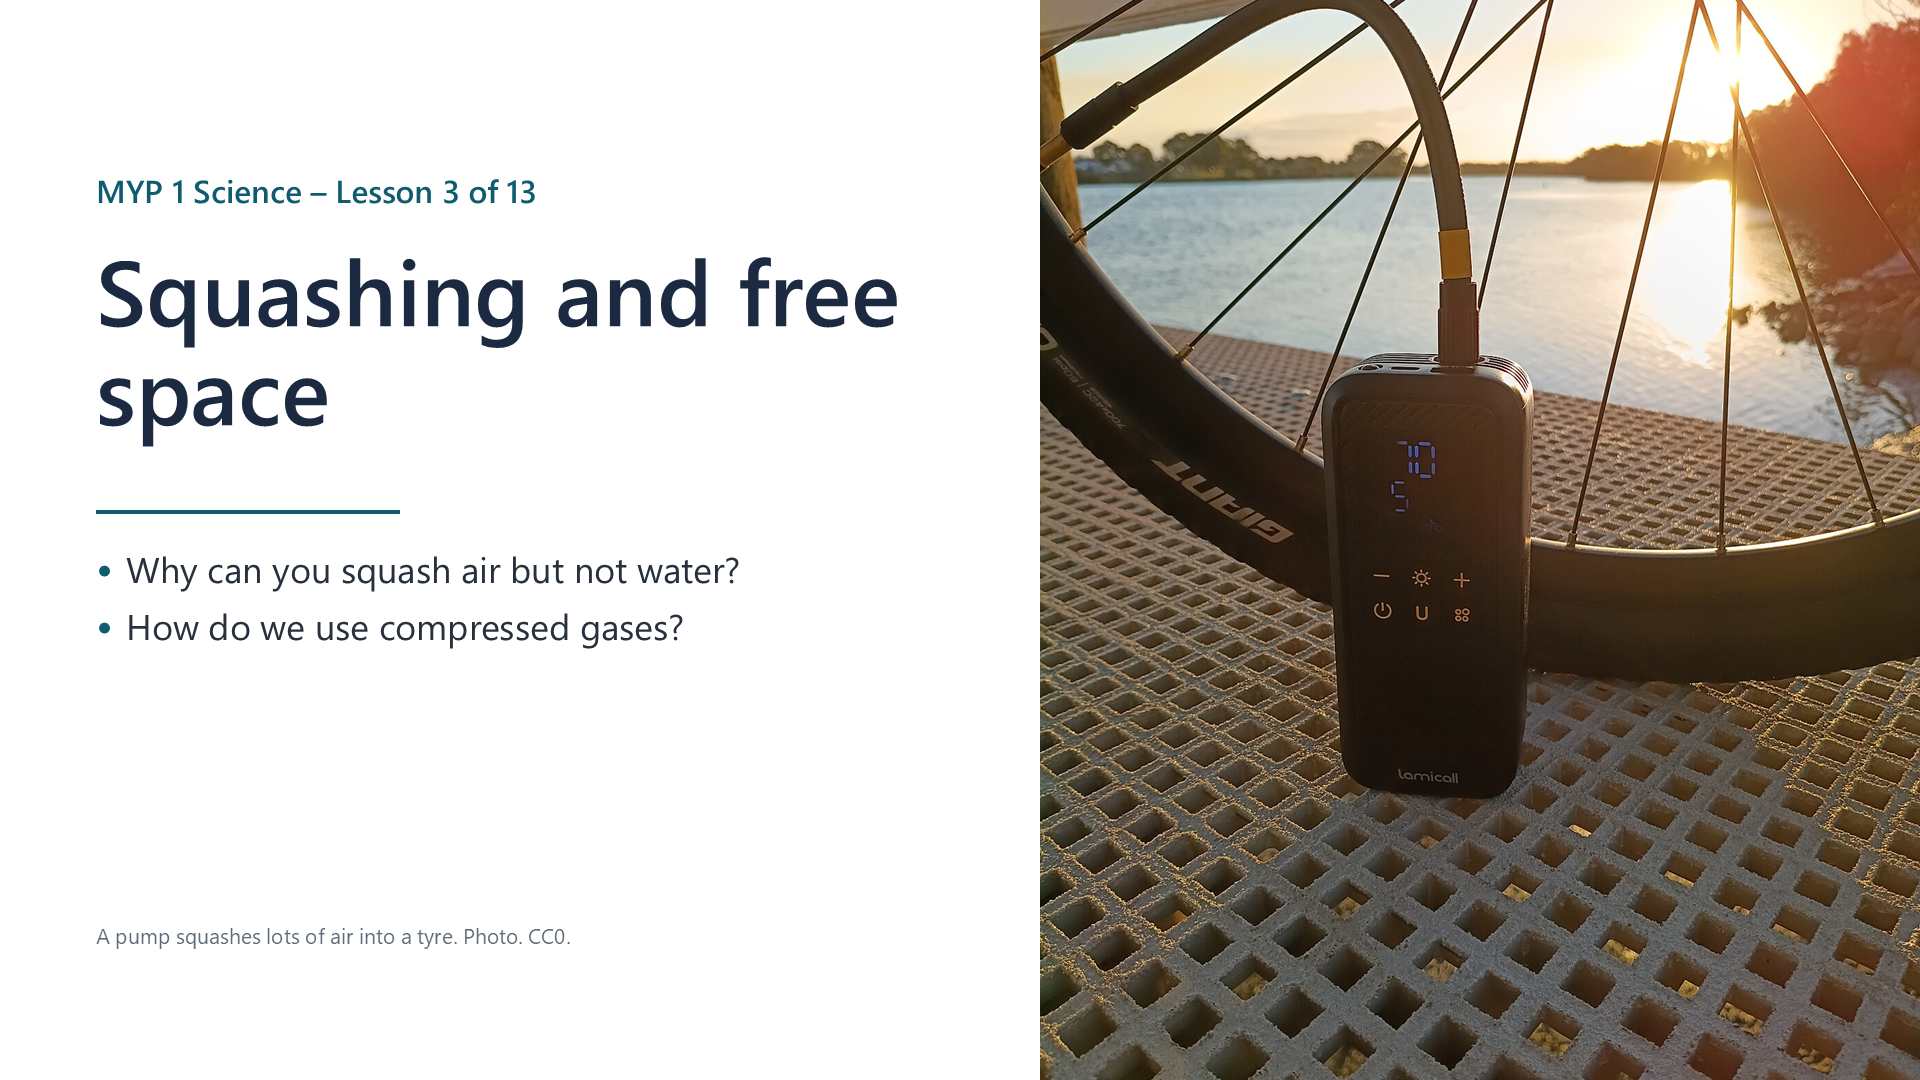 MYP 1 Science – Lesson 3 of 13
Squashing and free
space
• Why can you squash air but not water?
• How do we use compressed gases?
A pump squashes lots of air into a tyre. Photo. CC0.
GIANT
70
5
U
Lamicall